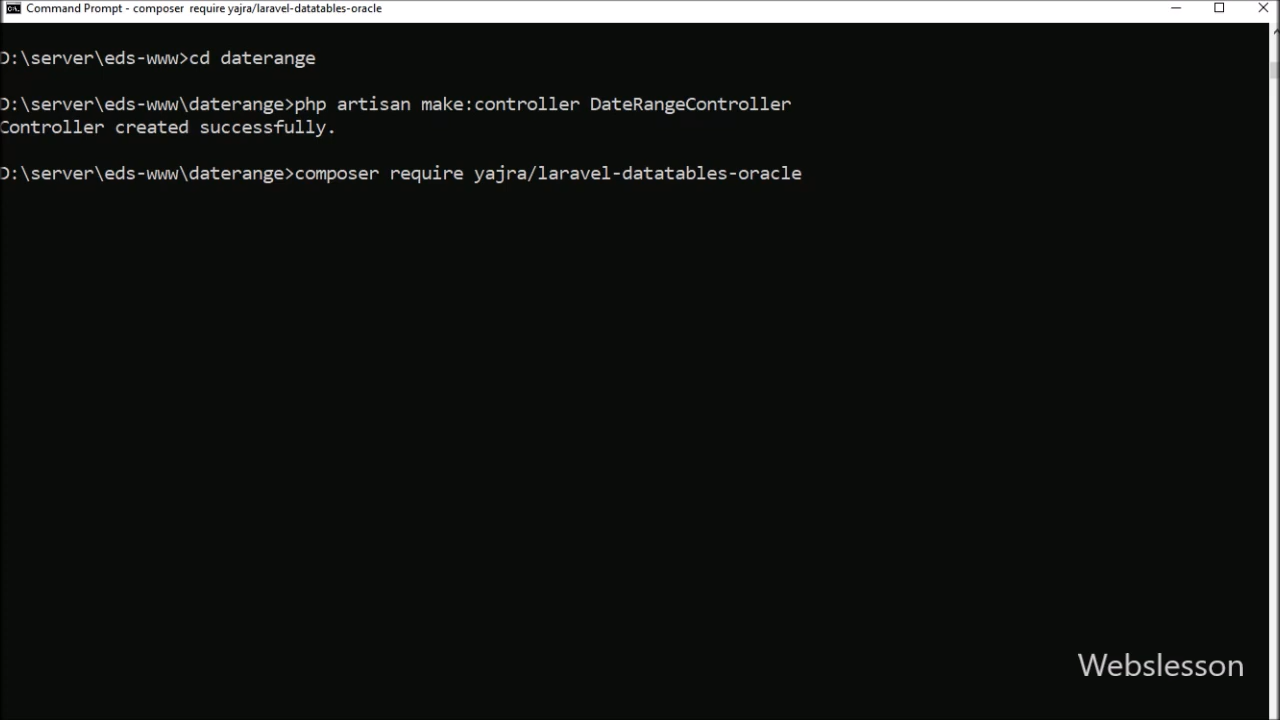 Command Prompt - composer  require yajra/laravel-datatables-oracle
D:\server\eds-www>cd daterange
D:\server\eds-www\daterange>php artisan make:controller DateRangeController
Controller created successfully.
D:\server\eds-www\daterange>composer require yajra/laravel-datatables-oracle
Webslesson